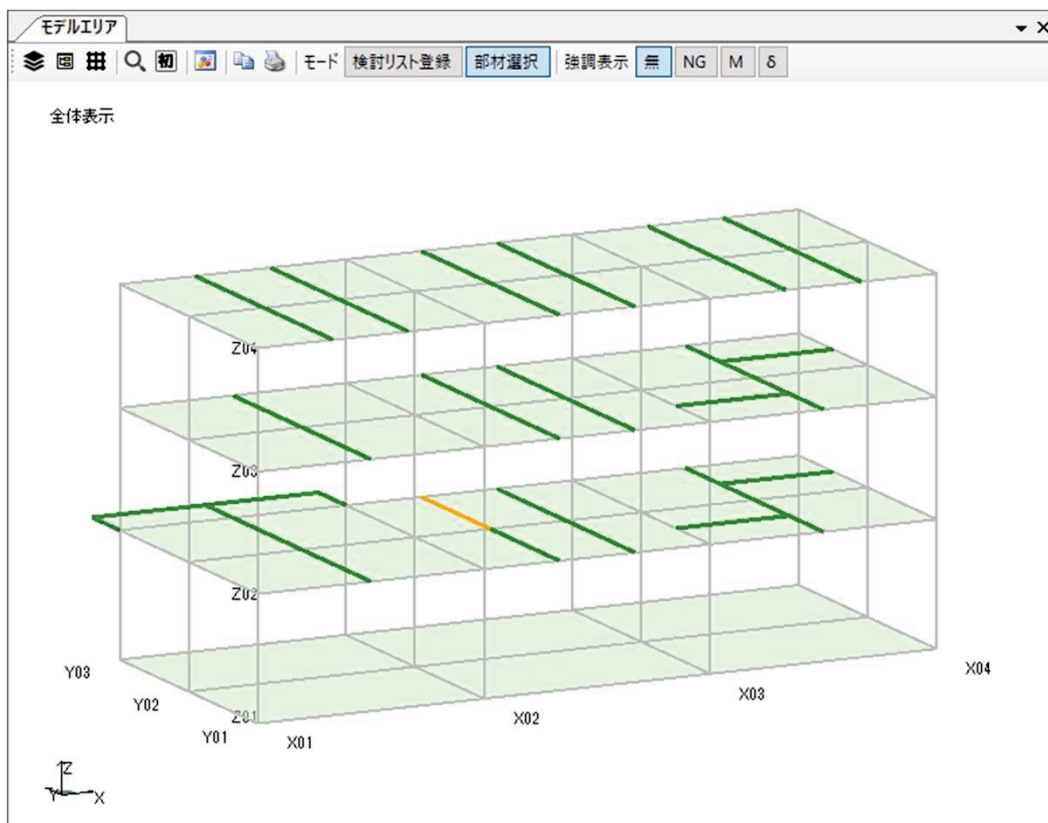 モデルエリア
初 モード 検討リスト登録 部材選択 強調表示 無 NG M δ
全体表示
Z04
Z03
Z02
Z01
Y03
Y02
Y01
X01
X02
X03
X04
Z
Y X